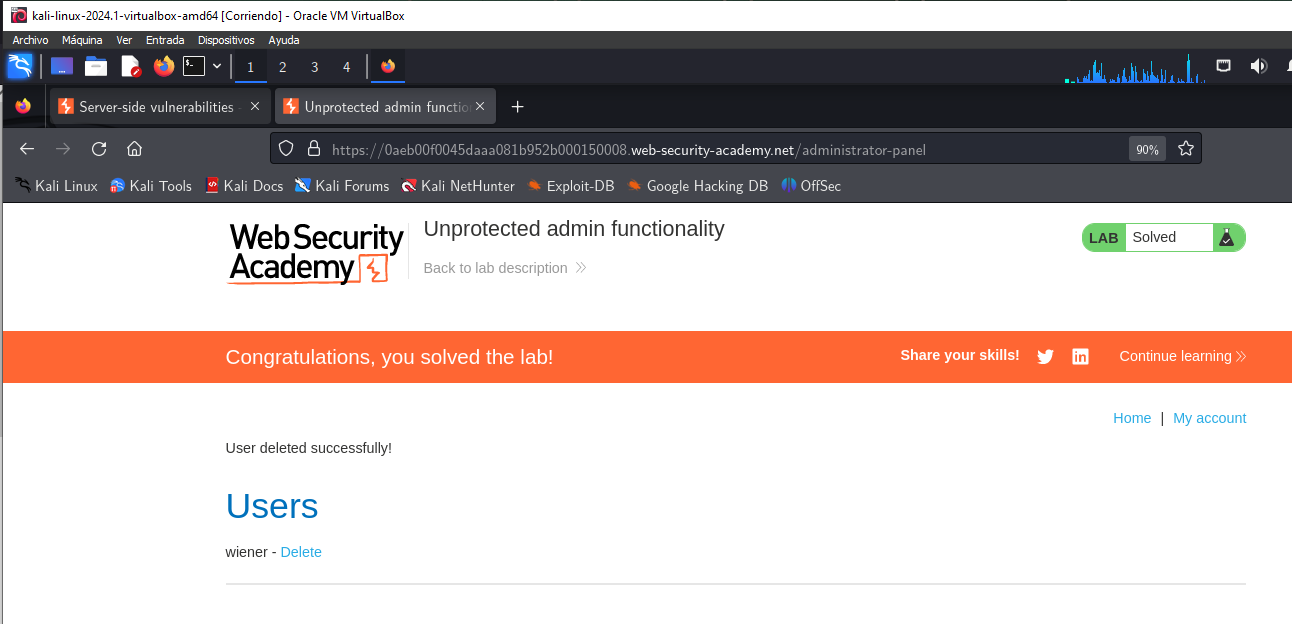 kali-linux-2024.1-virtualbox-amd64 [Corriendo] - Oracle VM VirtualBox
Archivo Máquina Ver Entrada Dispositivos Ayuda
1 2 3 4
Server-side vulnerabilities Unprotected admin functio
https://0aeb00f0045daaa081b952b000150008.web-security-academy.net/administrator-panel 90%
Kali Linux Kali Tools Kali Docs Kali Forums Kali NetHunter Exploit-DB Google Hacking DB OffSec
Web Security Academy
Unprotected admin functionality
Back to lab description
LAB Solved
Congratulations, you solved the lab!
Share your skills! Continue learning
Home | My account
User deleted successfully!
Users
wiener - Delete